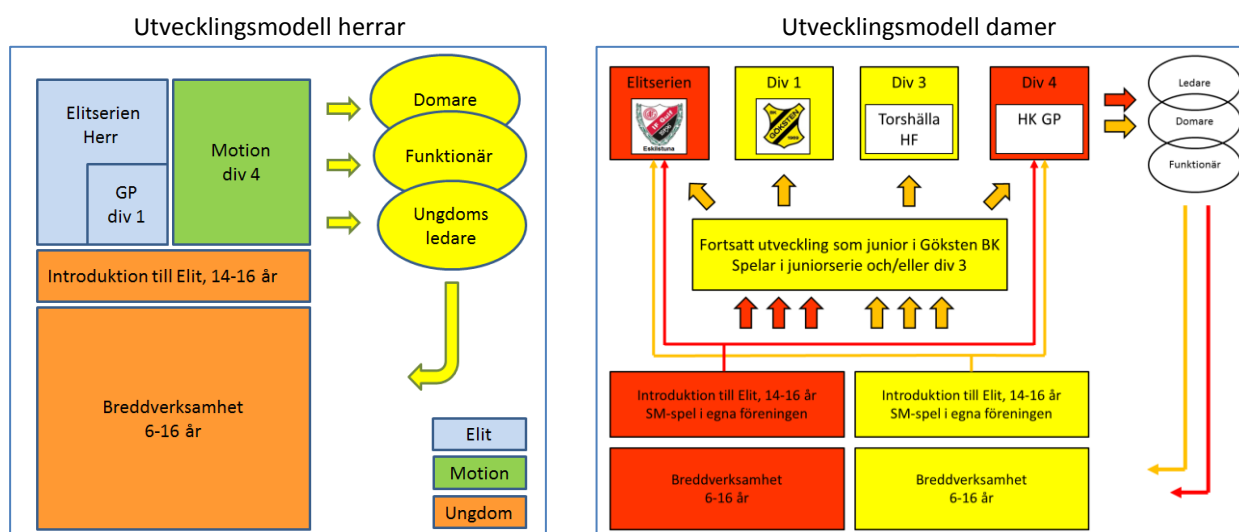 Utvecklingsmodell herrar
Elitserien
Herr
GP
div 1
Motion
div 4
Domare
Funktionär
Ungdoms
ledare
Introduktion till Elit, 14-16 år
Breddverksamhet
6-16 år
Elit
Motion
Ungdom
Utvecklingsmodell damer
Elitserien
Eskilstuna
Div 1
GÖKSTEN
Div 3
Torshälla
HF
Div 4
HK GP
Ledare
Domare
Funktionär
Fortsatt utveckling som junior i Göksten BK
Spelar i juniorserie och/eller div 3
Introduktion till Elit, 14-16 år
SM-spel i egna föreningen
Introduktion till Elit, 14-16 år
SM-spel i egna föreningen
Breddverksamhet
6-16 år
Breddverksamhet
6-16 år